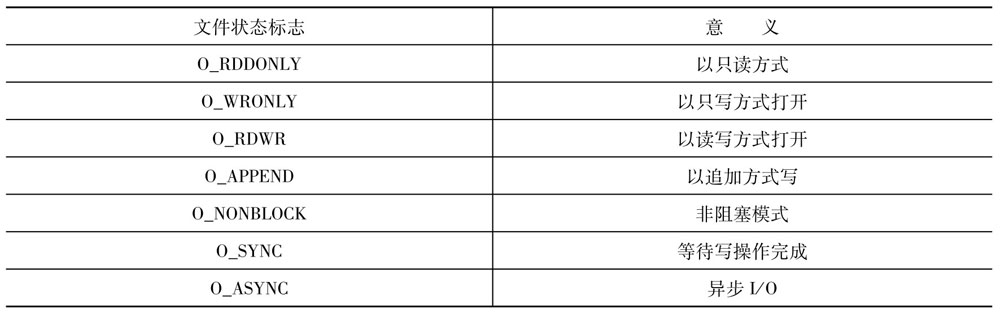 文件状态标志 意 义
O_RDDONLY 以只读方式
O_WRONLY 以只写方式打开
O_RDWR 以读写方式打开
O_APPEND 以追加方式写
O_NONBLOCK 非阻塞模式
O_SYNC 等待写操作完成
O_ASYNC 异步 I/O